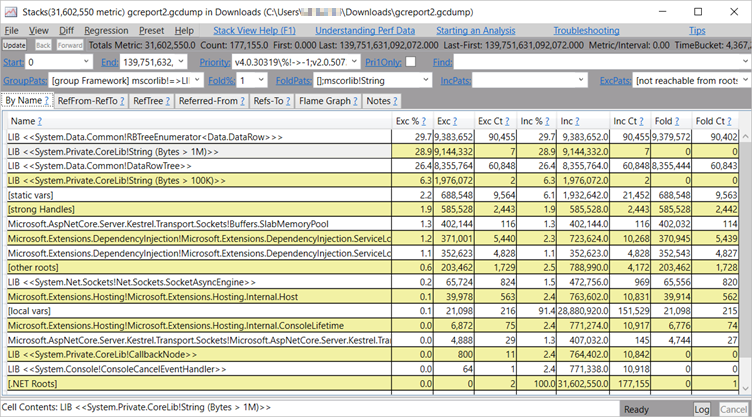 Stacks(31,602,550 metric) gcreport2.gcdump in Downloads (C:\Users\ \Downloads\gcreport2.gcdump)
File View Diff Regression Preset Help Stack View Help (F1) Understanding Perf Data Starting an Analysis Troubleshooting Tips
Update Back Forward Totals Metric: 31,602,550.0 Count: 177,155.0 First: 0.000 Last: 139,751,631,092,072.000 Last-First: 139,751,631,092,072.000 Metric/Interval: 0.00 TimeBucket: 4,367,
Start: 0 End: 139,751,632, Priority: v4.0.30319\%!->-1;v2.0.507. Pri1Only: Find:
GroupPats: [group Framework] mscorlib!=>LIE Fold%: 1 FoldPats: [];mscorlib!String IncPats: ExcPats: [not reachable from roots
By Name ? RefFrom-RefTo ? RefTree ? Referred-From ? Refs-To ? Flame Graph ? Notes ?
Name ? Exc % ? Exc ? Exc Ct ? Inc % ? Inc ? Inc Ct ? Fold ? Fold Ct ?
LIB <<System.Data.Common!RBTreeEnumerator<Data.DataRow>>> 29.7 9,383,652 90,455 29.7 9,383,652.0 90,455 9,379,572 90,402
LIB <<System.Private.CoreLib!String (Bytes > 1M)>> 28.9 9,144,332 7 28.9 9,144,332.0 7 0 0
LIB <<System.Data.Common!DataRowTree>> 26.4 8,355,764 60,848 26.4 8,355,764.0 60,848 8,355,444 60,843
LIB <<System.Private.CoreLib!String (Bytes > 100K)>> 6.3 1,976,072 2 6.3 1,976,072.0 2 0 0
[static vars] 2.2 688,548 9,564 6.1 1,932,642.0 21,452 688,548 9,563
[strong Handles] 1.9 585,528 2,443 1.9 585,528.0 2,443 585,528 2,442
Microsoft.AspNetCore.Server.Kestrel.Transport.Sockets!Buffers.SlabMemoryPool 1.3 402,144 116 1.3 402,144.0 116 402,032 114
Microsoft.Extensions.DependencyInjection!Microsoft.Extensions.DependencyInjection.ServiceLo 1.2 371,001 5,440 2.3 723,624.0 10,268 370,945 5,439
Microsoft.Extensions.DependencyInjection!Microsoft.Extensions.DependencyInjection.ServiceLo 1.1 352,623 4,828 1.1 352,623.0 4,828 352,543 4,827
[other roots] 0.6 203,462 1,729 2.5 788,990.0 4,172 203,462 1,728
LIB <<System.Net.Sockets!Net.Sockets.SocketAsyncEngine>> 0.2 65,724 824 1.5 472,756.0 969 65,556 820
Microsoft.Extensions.Hosting!Microsoft.Extensions.Hosting.Internal.Host 0.1 39,978 563 2.4 763,602.0 10,831 39,914 562
[local vars] 0.1 21,098 216 91.4 28,880,920.0 151,529 21,098 215
Microsoft.Extensions.Hosting!Microsoft.Extensions.Hosting.Internal.ConsoleLifetime 0.0 6,872 75 2.4 771,274.0 10,917 6,776 74
Microsoft.AspNetCore.Server.Kestrel.Transport.Sockets!Microsoft.AspNetCore.Server.Kestrel.Tran 0.0 4,888 29 1.3 407,032.0 145 4,744 27
LIB <<System.Private.CoreLib!CallbackNode>> 0.0 800 11 2.4 764,402.0 10,842 0 0
LIB <<System.Console!ConsoleCancelEventHandler>> 0.0 64 1 2.4 771,338.0 10,918 0 0
[.NET Roots] 0.0 0 2 100.0 31,602,550.0 177,155 0 1
Cell Contents: LIB <<System.Private.CoreLib!String (Bytes > 1M)>> Ready Log Cancel